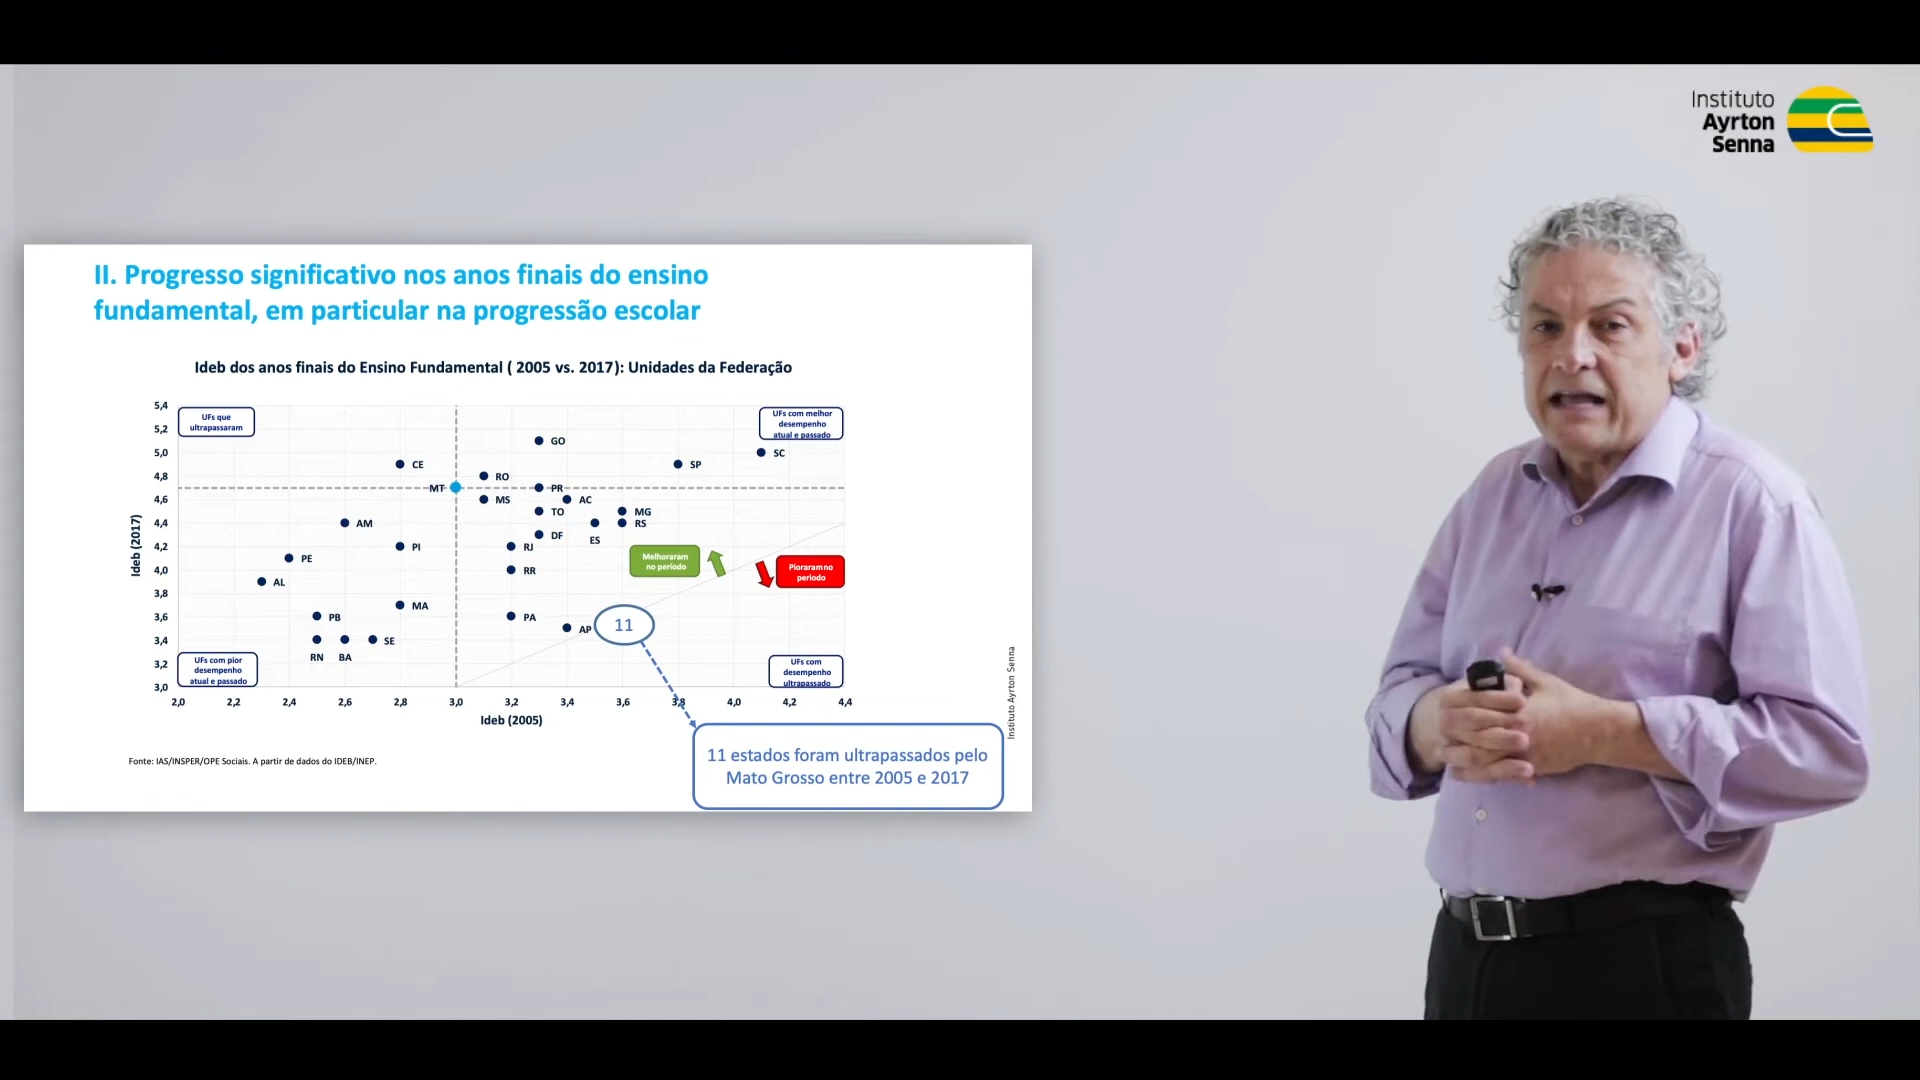 Instituto
Ayrton
Senna
II. Progresso significativo nos anos finais do ensino
fundamental, em particular na progressão escolar
Ideb dos anos finais do Ensino Fundamental ( 2005 vs. 2017): Unidades da Federação
Ideb (2017)
5,4
5,2
5,0
4,8
4,6
4,4
4,2
4,0
3,8
3,6
3,4
3,2
3,0
UFs que
ultrapassaram
UFs com melhor
desempenho
atual e passado
GO
SC
CE
SP
RO
MT
PR
MS
AC
TO
MG
AM
RS
DF
ES
PI
RJ
PE
RR
AL
MA
PB
PA
AP
SE
RN
BA
Melhoraram
no período
Pioraram no
período
11
UFs com pior
desempenho
atual e passado
UFs com
desempenho
ultrapassado
2,0
2,2
2,4
2,6
2,8
3,0
3,2
3,4
3,6
3,8
4,0
4,2
4,4
Ideb (2005)
Instituto Ayrton Senna
11 estados foram ultrapassados pelo
Mato Grosso entre 2005 e 2017
Fonte: IAS/INSPER/OPE Sociais. A partir de dados do IDEB/INEP.